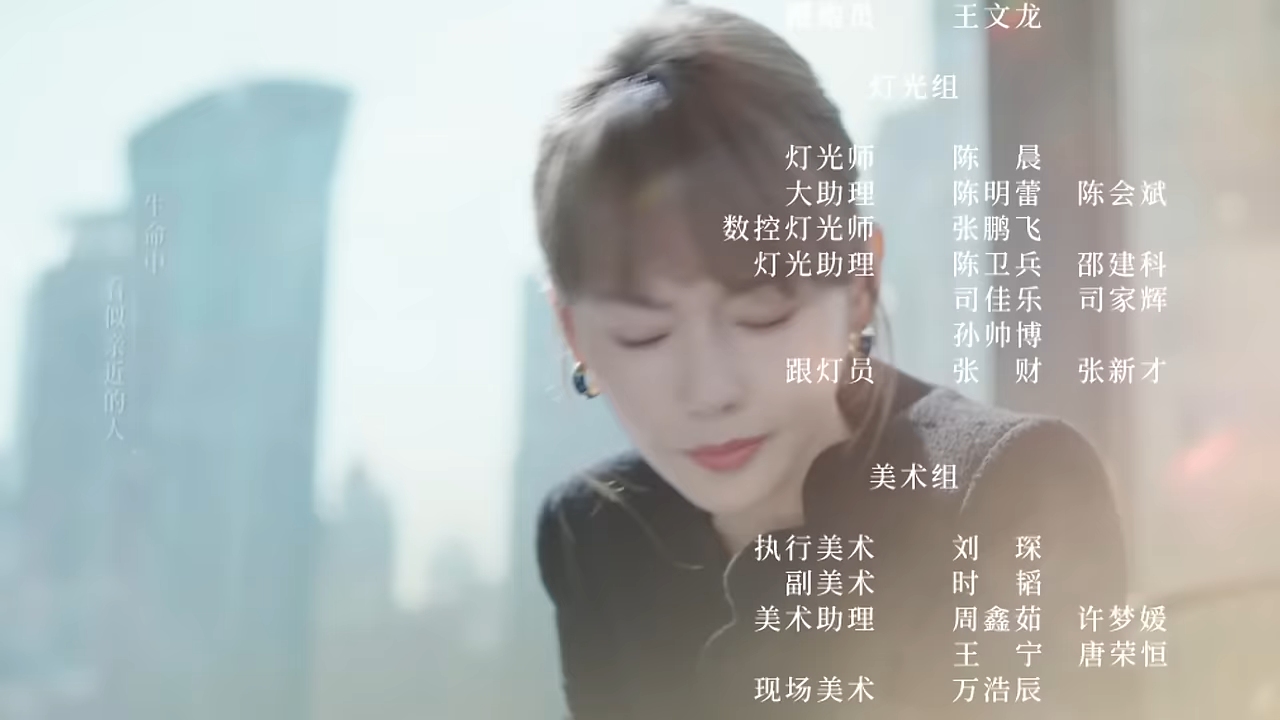 王文龙
灯光组
灯光师 陈 晨
大助理 陈明蕾 陈会斌
数控灯光师 张鹏飞
灯光助理 陈卫兵 邵建科
司佳乐 司家辉
孙帅博
跟灯员 张 财 张新才
美术组
执行美术 刘 琛
副美术 时 韬
美术助理 周鑫茹 许梦媛
王 宁 唐荣恒
现场美术 万浩辰
生命中
看似亲近的人